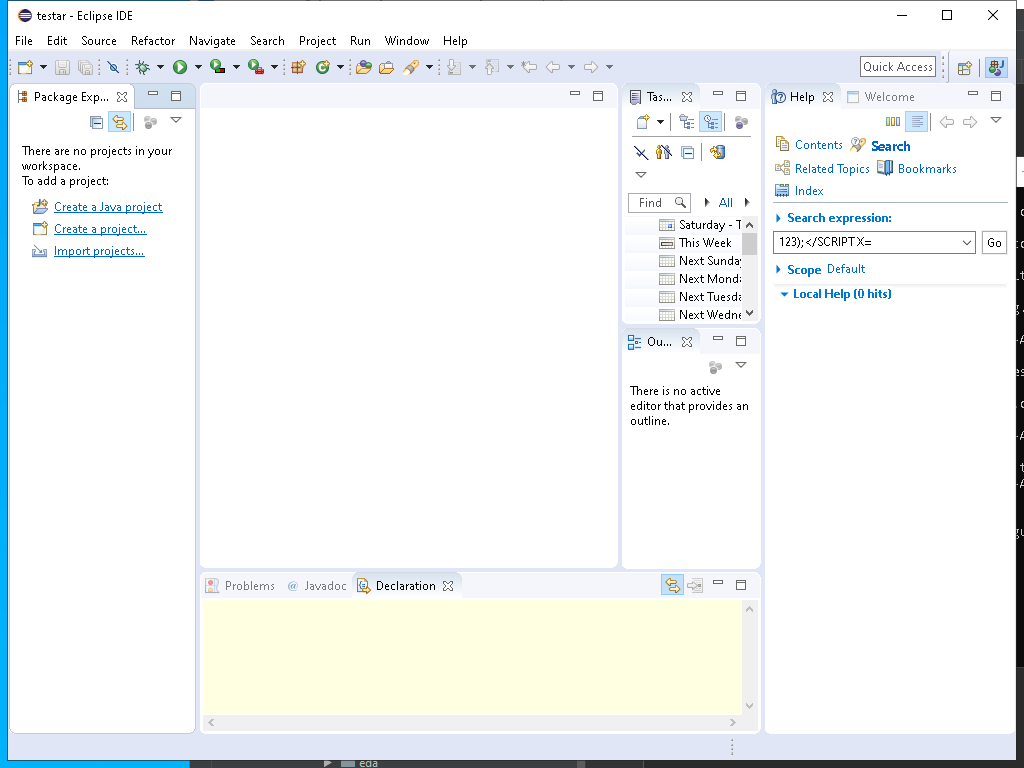 testar - Eclipse IDE
File Edit Source Refactor Navigate Search Project Run Window Help
Quick Access
Package Exp...
There are no projects in your
workspace.
To add a project:
Create a Java project
Create a project...
Import projects...
Tas...
Find
All
Saturday - T
This Week
Next Sunday
Next Monda
Next Tuesda
Next Wedne
Ou...
There is no active
editor that provides an
outline.
Help Welcome
Contents Search
Related Topics Bookmarks
Index
Search expression:
123);</SCRIPT X=
Go
Scope Default
Local Help (0 hits)
Problems @ Javadoc Declaration
eda